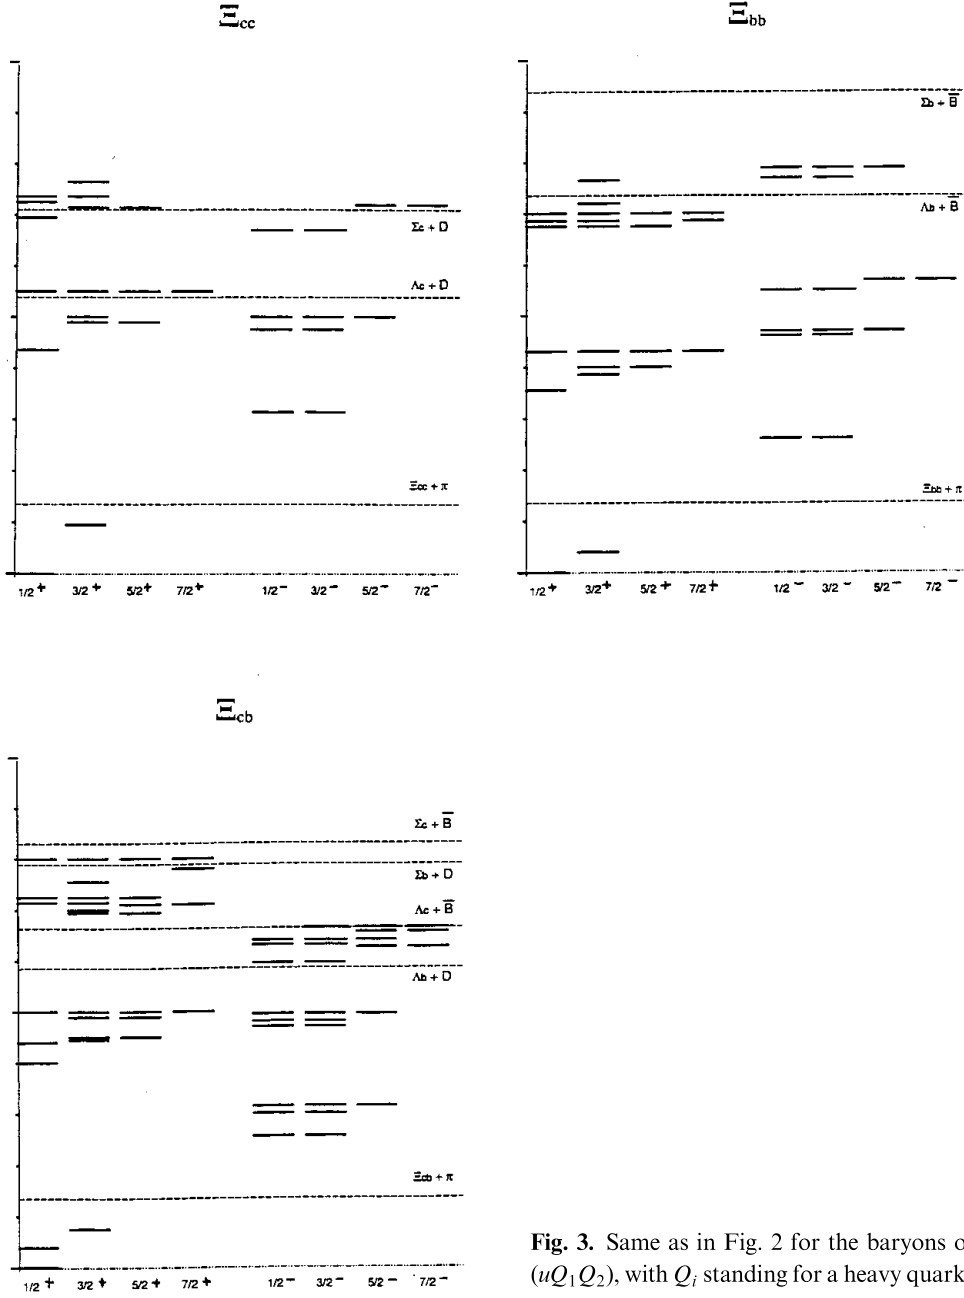 Ξcc
Σc + D
Λc + D
Ξcc + π
1/2 + 3/2 + 5/2 + 7/2 + 1/2 − 3/2 − 5/2 − 7/2 −
Ξbb
Σb + B̅
Λb + B̅
Ξbb + π
1/2 + 3/2 + 5/2 + 7/2 + 1/2 − 3/2 − 5/2 − 7/2 −
Ξcb
Σc + B̅
Σb + D
Λc + B̅
Λb + D
Ξcb + π
1/2 + 3/2 + 5/2 + 7/2 + 1/2 − 3/2 − 5/2 − 7/2 −
Fig. 3. Same as in Fig. 2 for the baryons o
(uQ1Q2), with Qi standing for a heavy quark